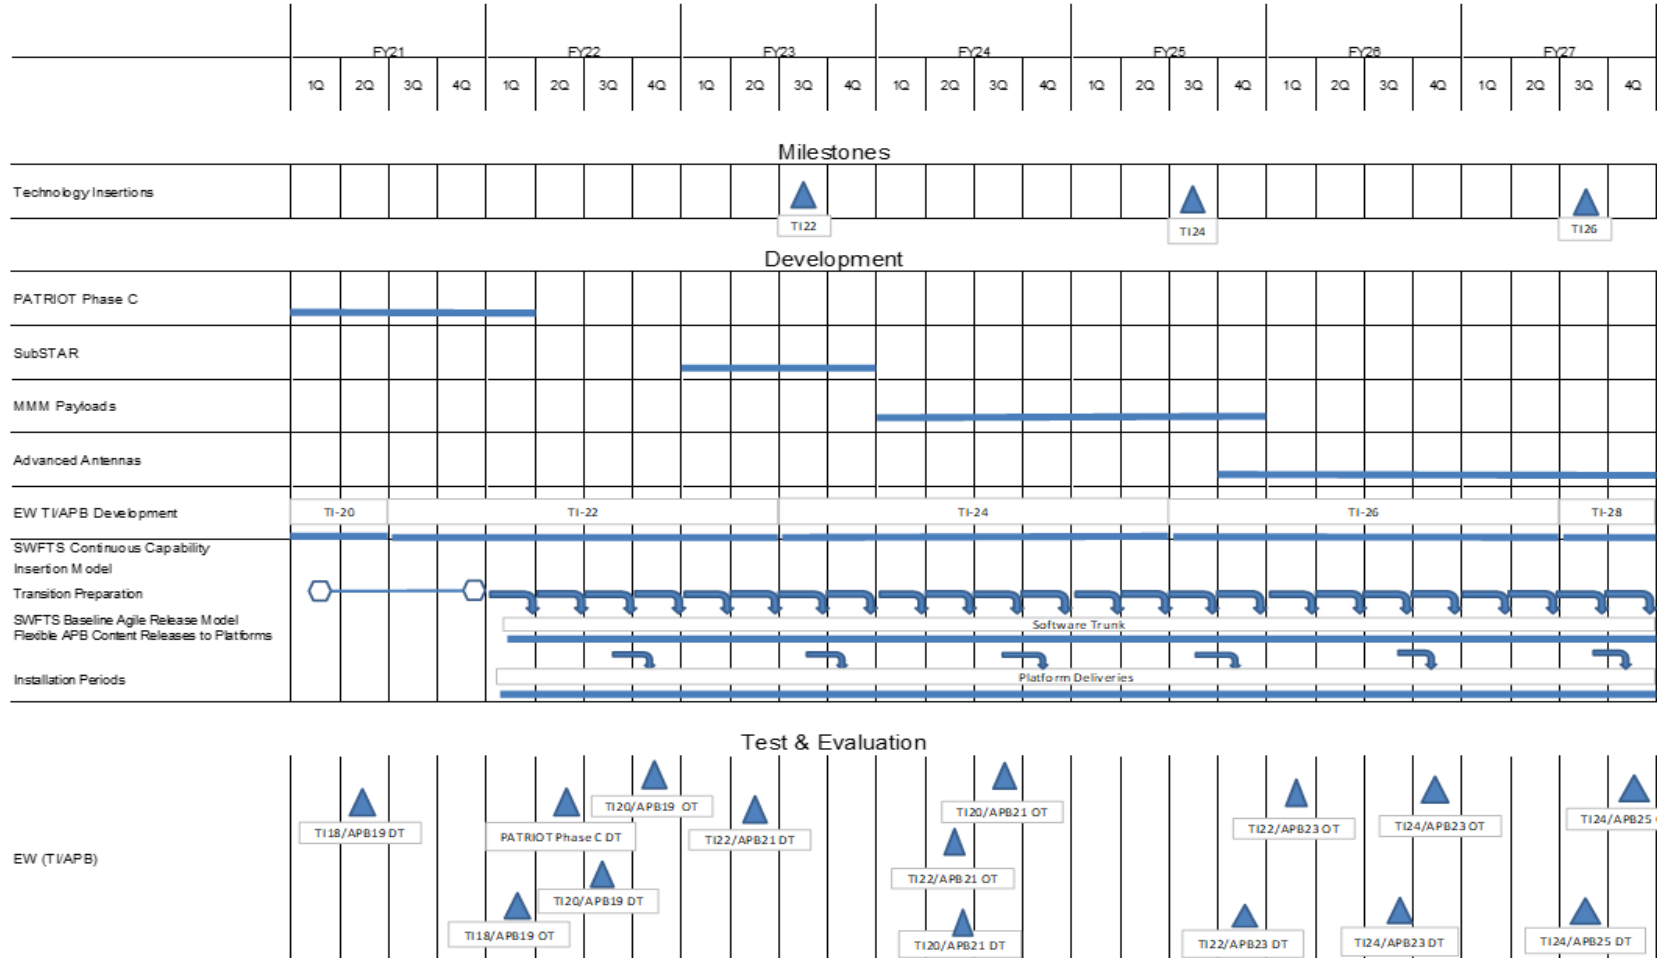 FY21 FY22 FY23 FY24 FY25 FY26 FY27
1Q 2Q 3Q 4Q 1Q 2Q 3Q 4Q 1Q 2Q 3Q 4Q 1Q 2Q 3Q 4Q 1Q 2Q 3Q 4Q 1Q 2Q 3Q 4Q 1Q 2Q 3Q 4Q
Milestones
Technology Insertions
TI22 TI24 TI26
Development
PATRIOT Phase C
SubSTAR
MMM Payloads
Advanced Antennas
EW TI/APB Development TI-20 TI-22 TI-24 TI-26 TI-28
SWFTS Continuous Capability
Insertion Model
Transition Preparation
SWFTS Baseline Agile Release Model
Software Trunk
Flexible APB Content Releases to Platforms
Installation Periods Platform Deliveries
Test & Evaluation
TI20/APB19 OT TI20/APB21 OT TI24/APB25
TI18/APB19 DT PATRIOT Phase C DT TI22/APB21 DT TI22/APB23 OT TI24/APB23 OT
EW (TI/APB)
TI22/APB21 OT
TI20/APB19 DT
TI18/APB19 OT TI20/APB21 DT TI22/APB23 DT TI24/APB23 DT TI24/APB25 DT